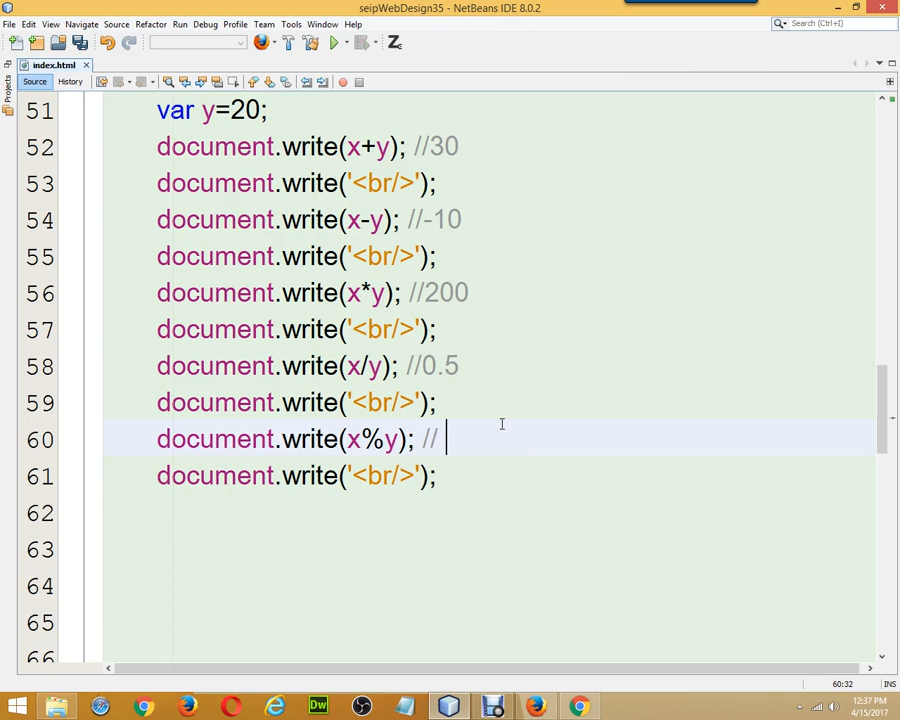 seipWebDesign35 - NetBeans IDE 8.0.2
File Edit View Navigate Source Refactor Run Debug Profile Team Tools Window Help
Search (Ctrl+I)
index.html
Source History
Projects
51 var y=20;
52 document.write(x+y); //30
53 document.write('<br/>');
54 document.write(x-y); //-10
55 document.write('<br/>');
56 document.write(x*y); //200
57 document.write('<br/>');
58 document.write(x/y); //0.5
59 document.write('<br/>');
60 document.write(x%y); //
61 document.write('<br/>');
62
63
64
65
66
60:32 INS
Dw
12:37 PM
4/15/2017